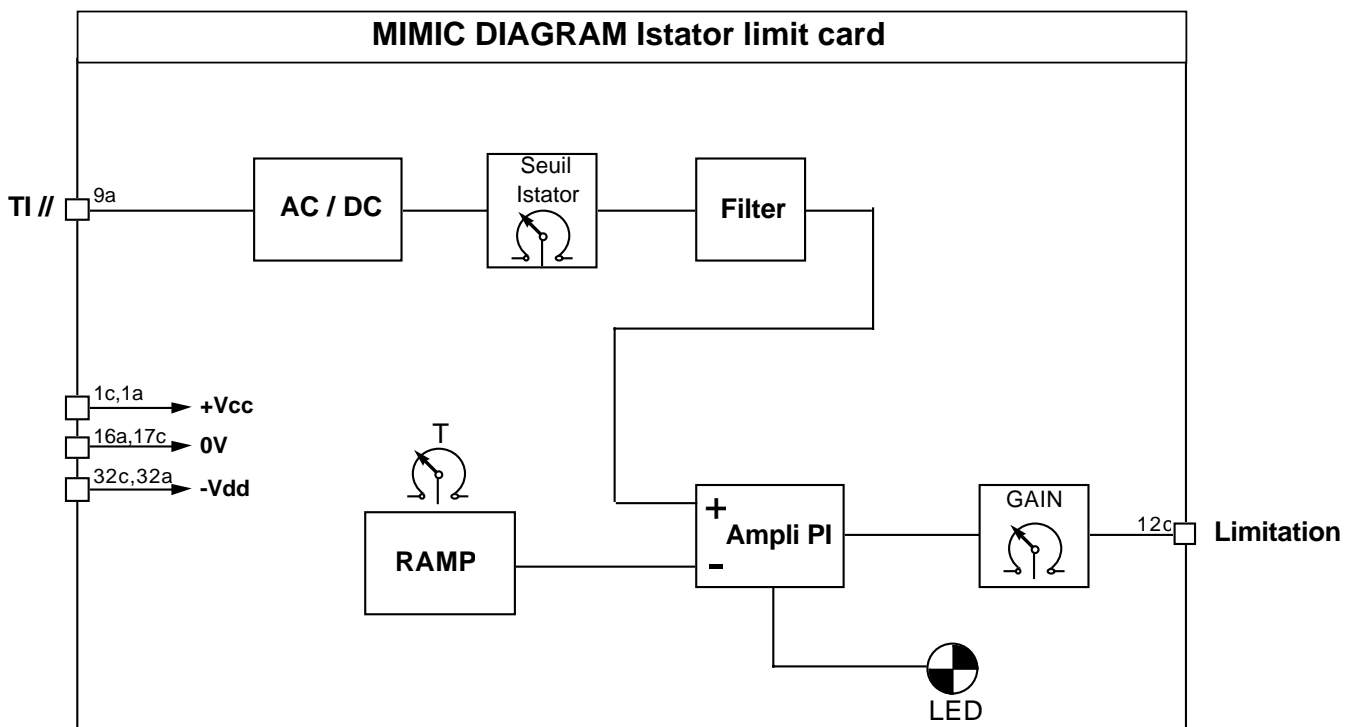 MIMIC DIAGRAM Istator limit card
Seuil
Istator
TI //
9a
AC / DC
Filter
1c,1a
+Vcc
16a,17c
0V
32c,32a
-Vdd
T
RAMP
+
Ampli PI
-
GAIN
12c
Limitation
LED